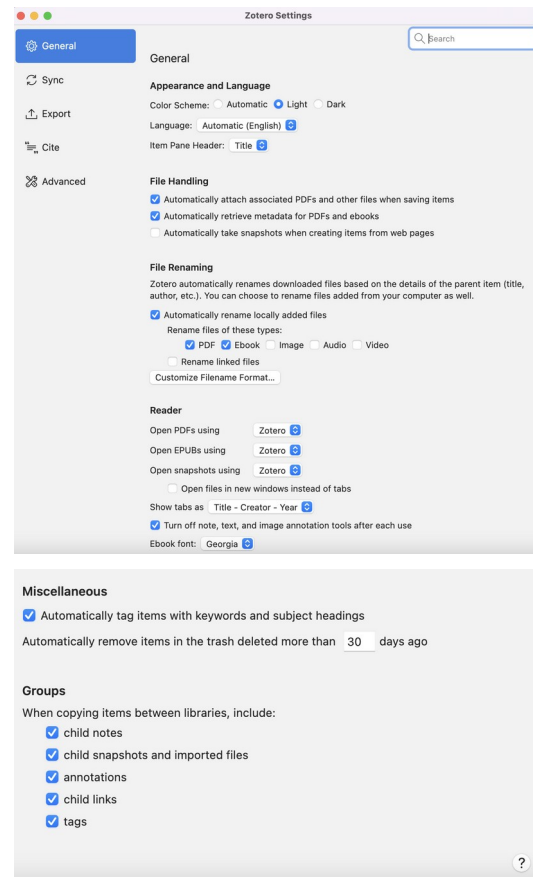 Zotero Settings
Search
General
Sync
Export
Cite
Advanced
General
Appearance and Language
Color Scheme: Automatic Light Dark
Language: Automatic (English)
Item Pane Header: Title
File Handling
Automatically attach associated PDFs and other files when saving items
Automatically retrieve metadata for PDFs and ebooks
Automatically take snapshots when creating items from web pages
File Renaming
Zotero automatically renames downloaded files based on the details of the parent item (title,
author, etc.). You can choose to rename files added from your computer as well.
Automatically rename locally added files
Rename files of these types:
PDF Ebook Image Audio Video
Rename linked files
Customize Filename Format...
Reader
Open PDFs using Zotero
Open EPUBs using Zotero
Open snapshots using Zotero
Open files in new windows instead of tabs
Show tabs as Title - Creator - Year
Turn off note, text, and image annotation tools after each use
Ebook font: Georgia
Miscellaneous
Automatically tag items with keywords and subject headings
Automatically remove items in the trash deleted more than 30 days ago
Groups
When copying items between libraries, include:
child notes
child snapshots and imported files
annotations
child links
tags
?